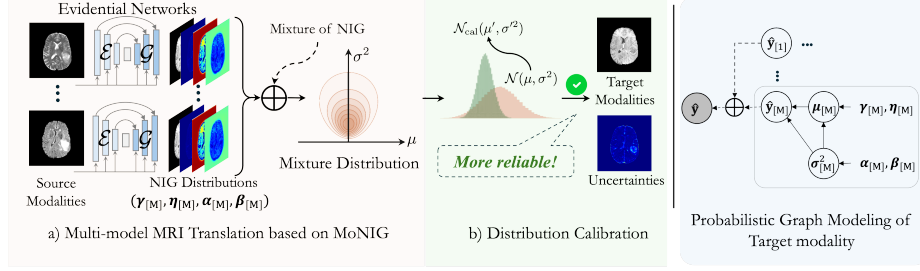 Evidential Networks
ℰ
𝒢
ℰ
𝒢
Source
Modalities
NIG Distributions
(γ[M], η[M], α[M], β[M])
Mixture of NIG
σ²
μ
Mixture Distribution
a) Multi-model MRI Translation based on MoNIG
𝒩cal(μ′, σ′²)
𝒩(μ, σ²)
More reliable!
Target
Modalities
Uncertainties
b) Distribution Calibration
ŷ[1]
ŷ
ŷ[M]
μ[M]
γ[M], η[M]
σ²[M]
α[M], β[M]
Probabilistic Graph Modeling of
Target modality